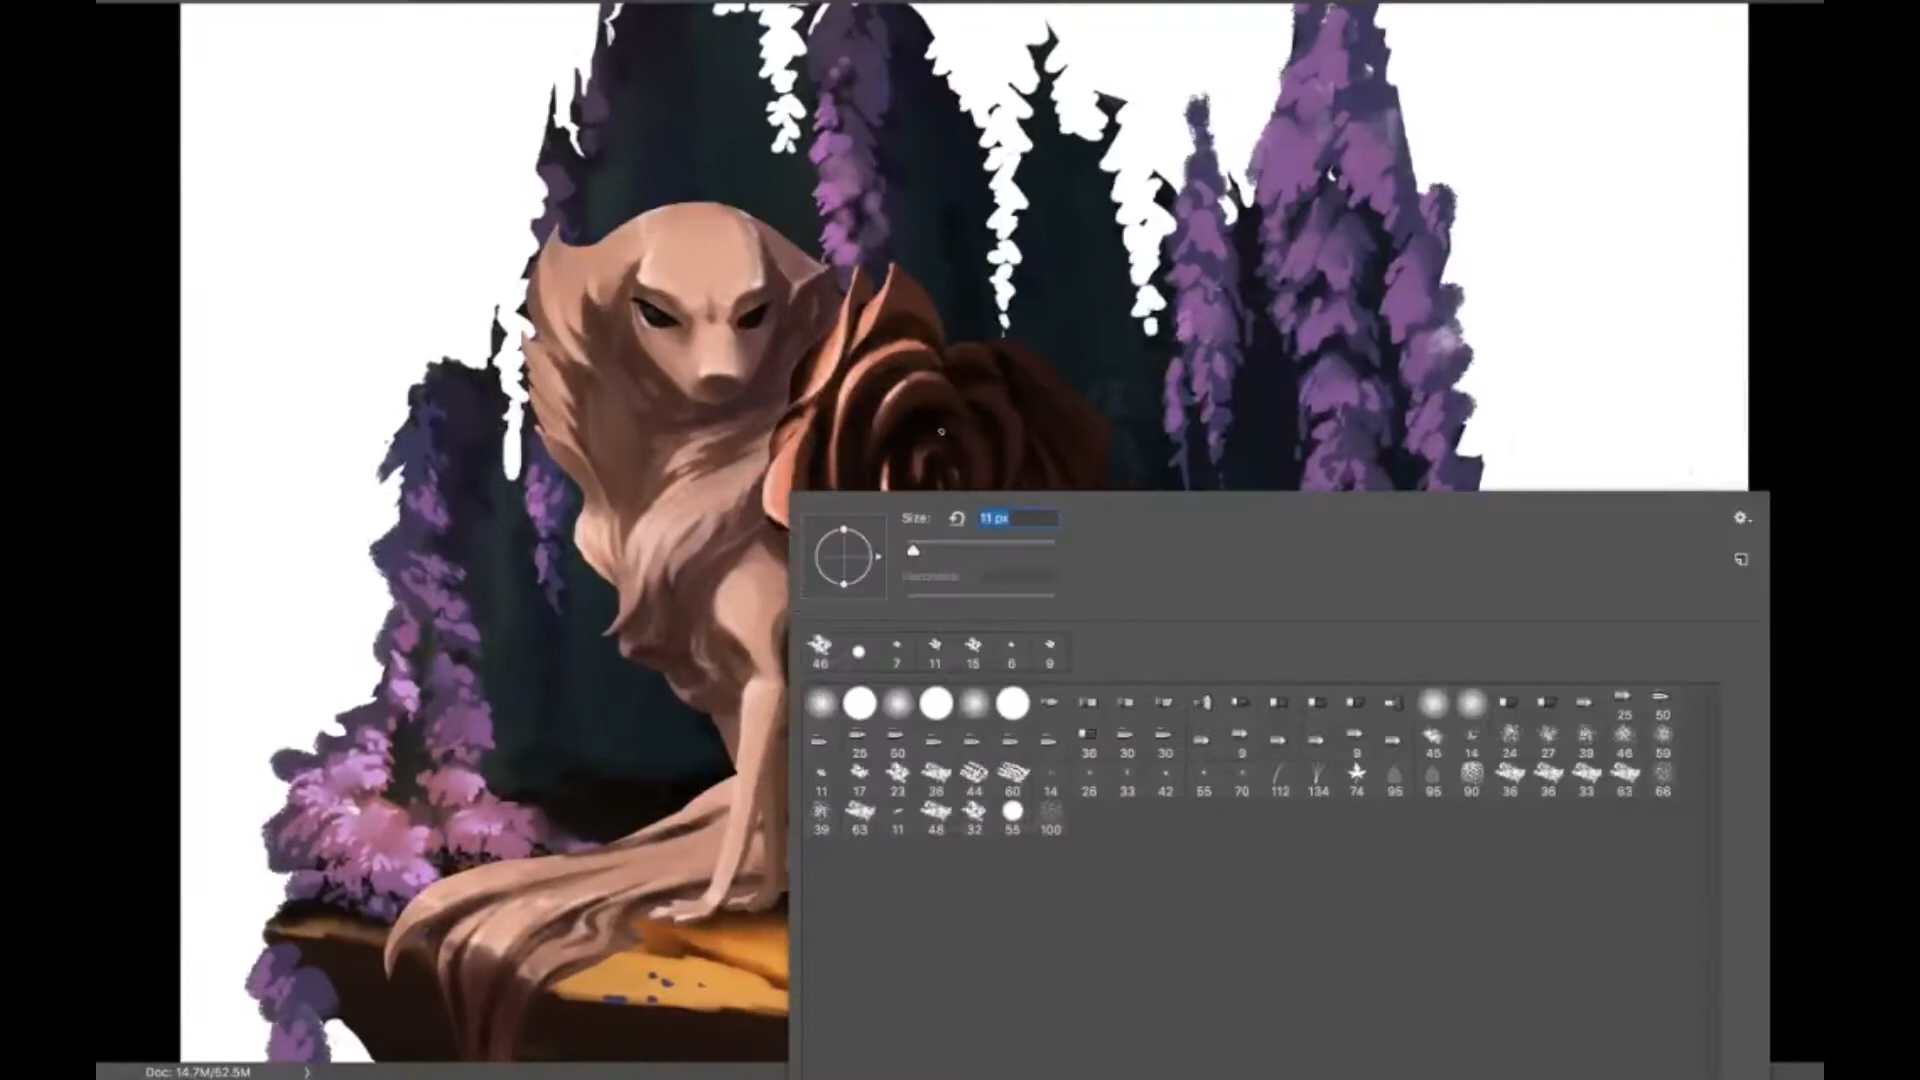 Size: 11 px
46 7 11 15 6 9
25 50
25 50 36 30 30 9 9 45 14 24 27 39 46 59
11 17 23 36 44 60 14 26 33 42 55 70 112 134 74 95 95 90 36 36 33 63 66
39 63 11 48 32 55 100
Doc: 14.7M/52.5M